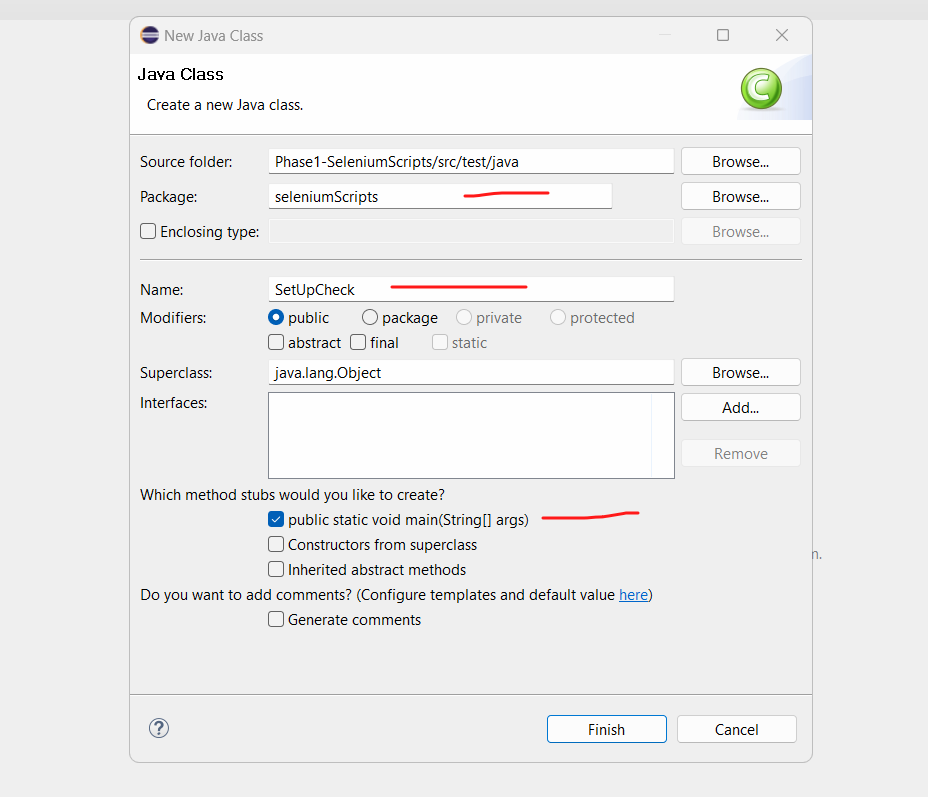 New Java Class
Java Class
Create a new Java class.
Source folder: Phase1-SeleniumScripts/src/test/java Browse...
Package: seleniumScripts Browse...
Enclosing type: Browse...
Name: SetUpCheck
Modifiers: public package private protected
abstract final static
Superclass: java.lang.Object Browse...
Interfaces: Add...
Remove
Which method stubs would you like to create?
public static void main(String[] args)
Constructors from superclass
m.
Inherited abstract methods
Do you want to add comments? (Configure templates and default value here)
Generate comments
? Finish Cancel